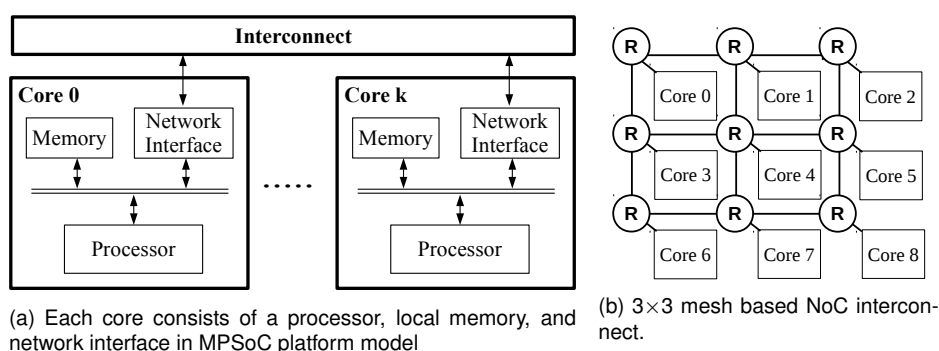 Interconnect
Core 0
Memory
Network
Interface
Processor
.....
Core k
Memory
Network
Interface
Processor
(a) Each core consists of a processor, local memory, and
network interface in MPSoC platform model
R R R
Core 0 Core 1 Core 2
R R R
Core 3 Core 4 Core 5
R R R
Core 6 Core 7 Core 8
(b) 3×3 mesh based NoC intercon-
nect.